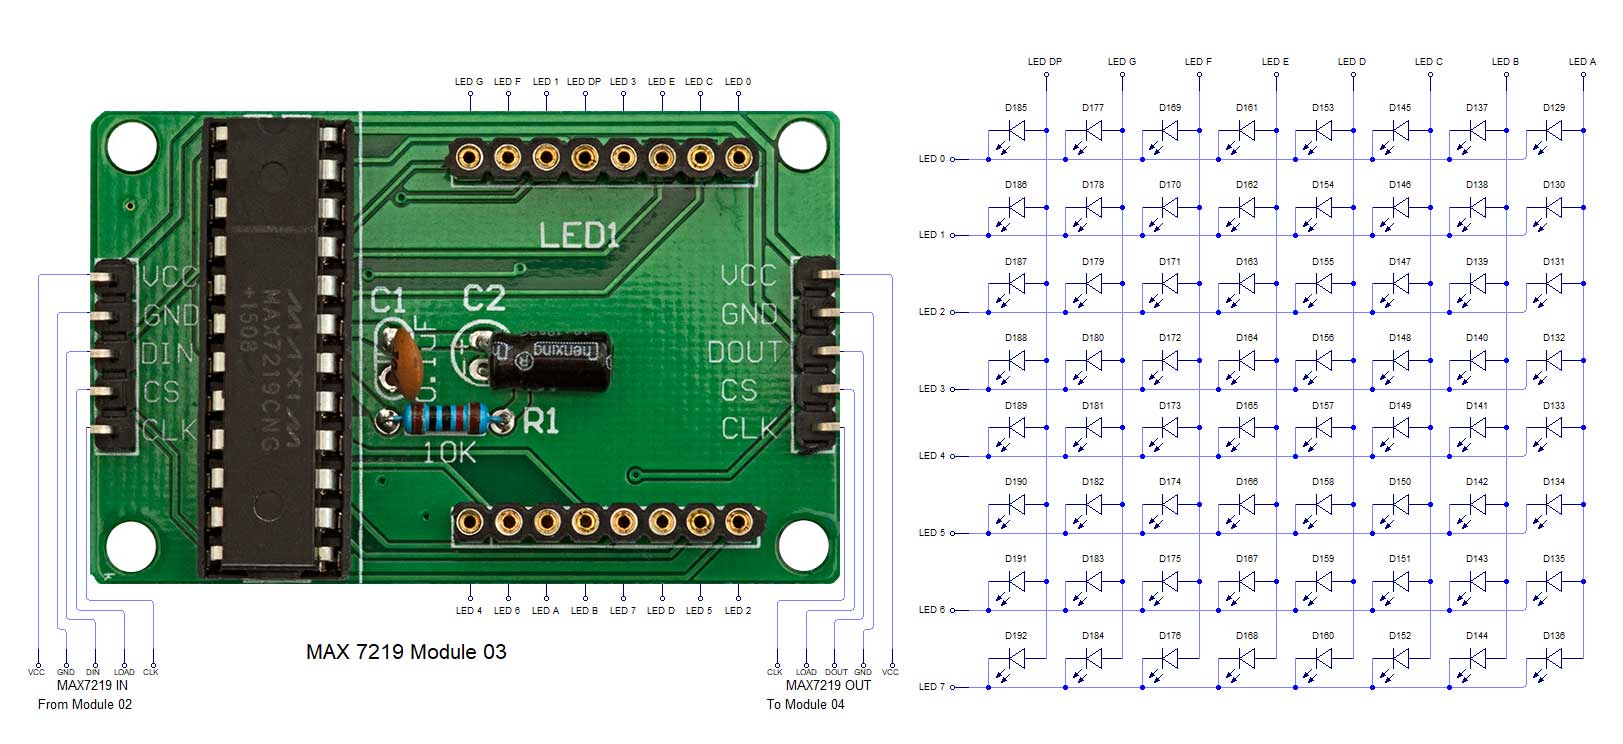 LED G LED F LED 1 LED DP LED 3 LED E LED C LED 0
LED1
VCC
GND
DIN
CS
CLK
MAXIM
MAX7219CNG
+1508
C1
0.1UF
C2
R1
10K
VCC
GND
DOUT
CS
CLK
LED 4 LED 6 LED A LED B LED 7 LED D LED 5 LED 2
MAX 7219 Module 03
VCC GND DIN LOAD CLK
MAX7219 IN
From Module 02
CLK LOAD DOUT GND VCC
MAX7219 OUT
To Module 04
LED DP LED G LED F LED E LED D LED C LED B LED A
D185 D177 D169 D161 D153 D145 D137 D129
LED 0
D186 D178 D170 D162 D154 D146 D138 D130
LED 1
D187 D179 D171 D163 D155 D147 D139 D131
LED 2
D188 D180 D172 D164 D156 D148 D140 D132
LED 3
D189 D181 D173 D165 D157 D149 D141 D133
LED 4
D190 D182 D174 D166 D158 D150 D142 D134
LED 5
D191 D183 D175 D167 D159 D151 D143 D135
LED 6
D192 D184 D176 D168 D160 D152 D144 D136
LED 7